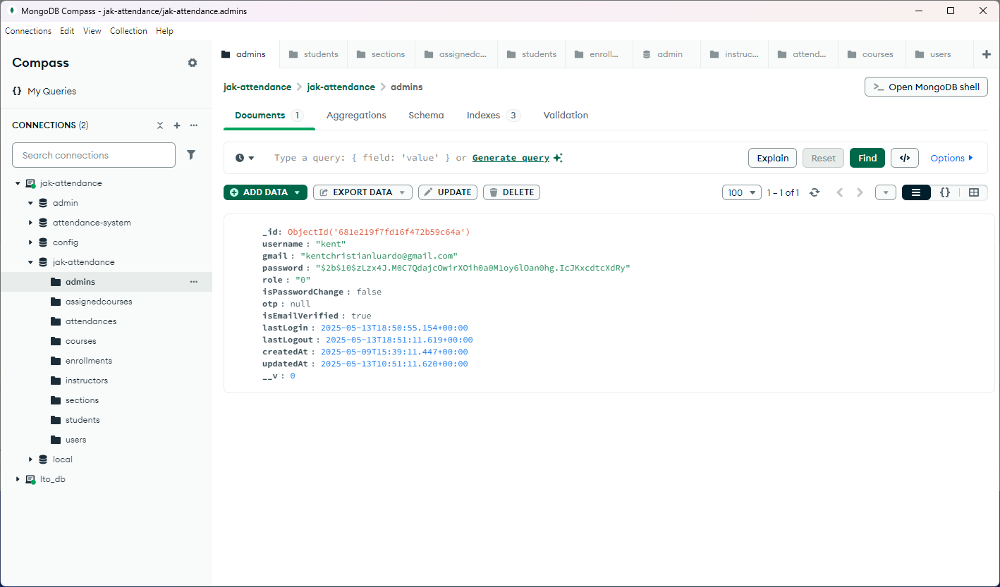 MongoDB Compass - jak-attendance/jak-attendance.admins
Connections Edit View Collection Help
Compass
My Queries
CONNECTIONS (2)
Search connections
jak-attendance
admin
attendance-system
config
jak-attendance
admins
assignedcourses
attendances
courses
enrollments
instructors
sections
students
users
local
lto_db
admins students sections assignedc... students enroll... admin instruc... attend... courses users
jak-attendance > jak-attendance > admins
>_ Open MongoDB shell
Documents 1 Aggregations Schema Indexes 3 Validation
Type a query: { field: 'value' } or Generate query
Explain Reset Find </> Options
ADD DATA EXPORT DATA UPDATE DELETE
100 1 – 1 of 1 {}
_id: ObjectId('681e219f7fd16f472b59c64a')
username : "kent"
gmail : "kentchristianluardo@gmail.com"
password : "$2b$10$zLzx4J.M0C7QdajcOwirXOih0a0M1oy6lOan0hg.IcJKxcdtcXdRy"
role : "0"
isPasswordChange : false
otp : null
isEmailVerified : true
lastLogin : 2025-05-13T18:50:55.154+00:00
lastLogout : 2025-05-13T18:51:11.619+00:00
createdAt : 2025-05-09T15:39:11.447+00:00
updatedAt : 2025-05-13T10:51:11.620+00:00
__v : 0